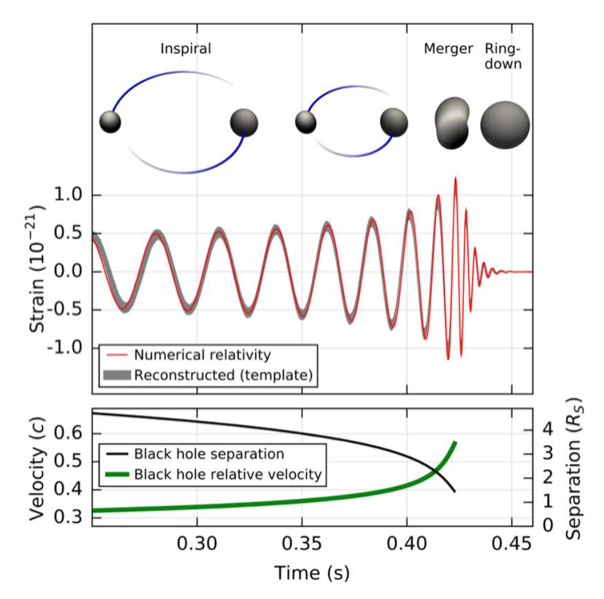 Inspiral
Merger
Ring-
down
Strain (10⁻²¹)
1.0
0.5
0.0
-0.5
-1.0
Numerical relativity
Reconstructed (template)
Velocity (c)
0.6
0.5
0.4
0.3
Black hole separation
Black hole relative velocity
Separation (R_S)
4
3
2
1
0
0.30 0.35 0.40 0.45
Time (s)